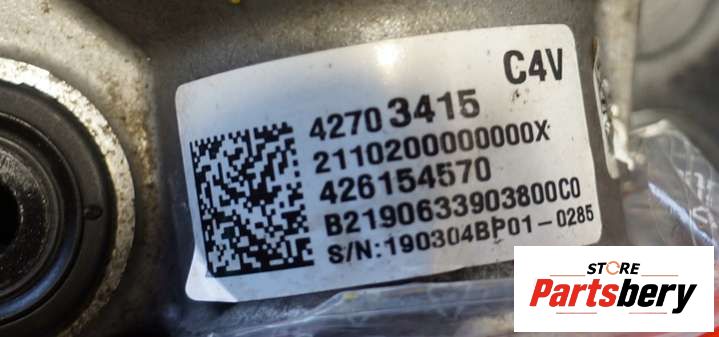 C4V
42703415
2110200000000X
426154570
B2190633903800C0
S/N:190304BP01-0285
STORE
Partsbery